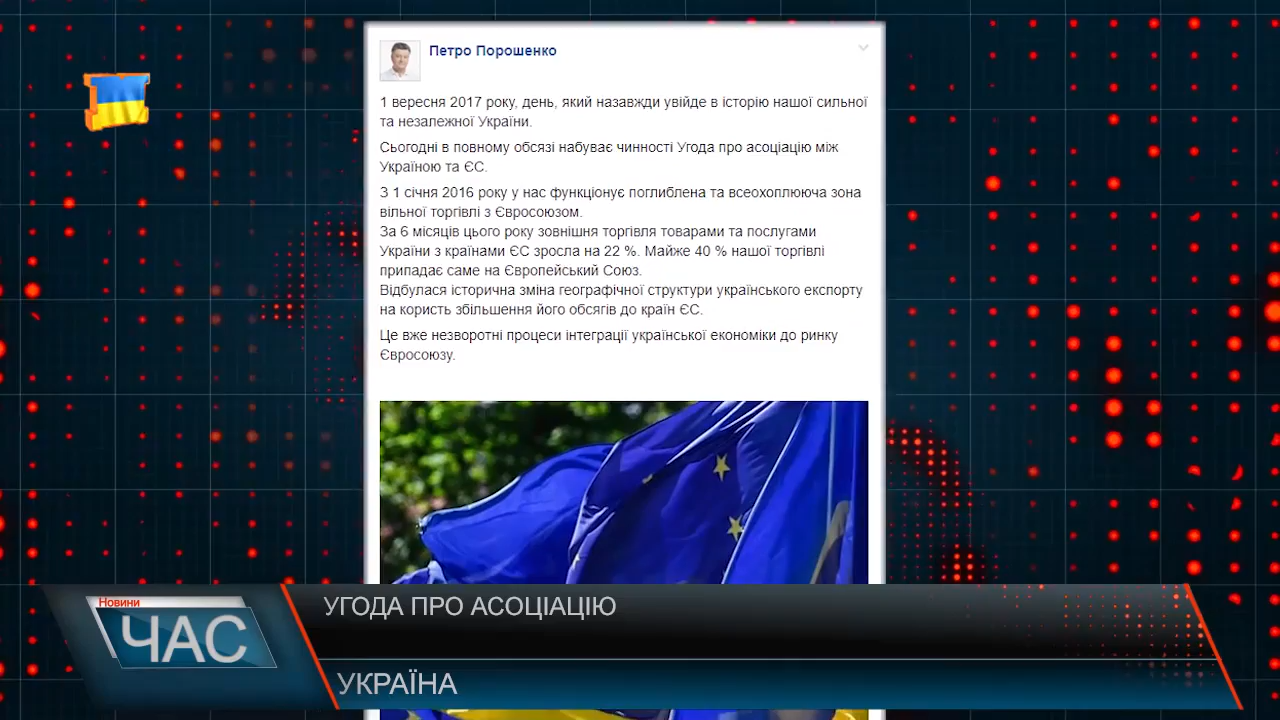 Петро Порошенко
1 вересня 2017 року, день, який назавжди увійде в історію нашої сильної
та незалежної України.
Сьогодні в повному обсязі набуває чинності Угода про асоціацію між
Україною та ЄС.
З 1 січня 2016 року у нас функціонує поглиблена та всеохоплююча зона
вільної торгівлі з Євросоюзом.
За 6 місяців цього року зовнішня торгівля товарами та послугами
України з країнами ЄС зросла на 22 %. Майже 40 % нашої торгівлі
припадає саме на Європейський Союз.
Відбулася історична зміна географічної структури українського експорту
на користь збільшення його обсягів до країн ЄС.
Це вже незворотні процеси інтеграції української економіки до ринку
Євросоюзу.
Новини
ЧАС
УГОДА ПРО АСОЦІАЦІЮ
УКРАЇНА